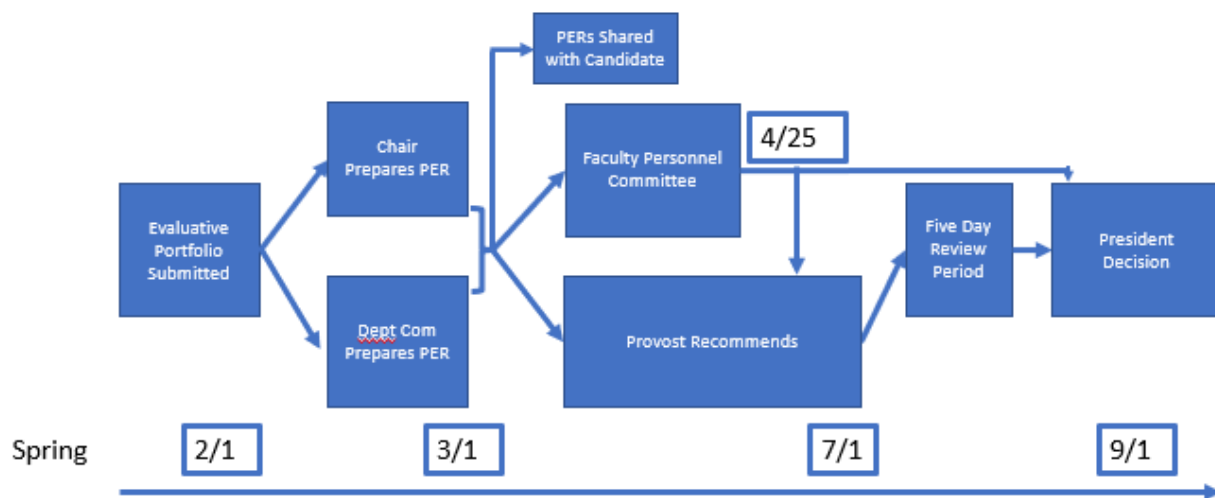 PERs Shared
with Candidate
Chair
Prepares PER
Faculty Personnel
Committee
4/25
Evaluative
Portfolio
Submitted
Five Day
Review
Period
President
Decision
Dept Com
Prepares PER
Provost Recommends
Spring
2/1
3/1
7/1
9/1